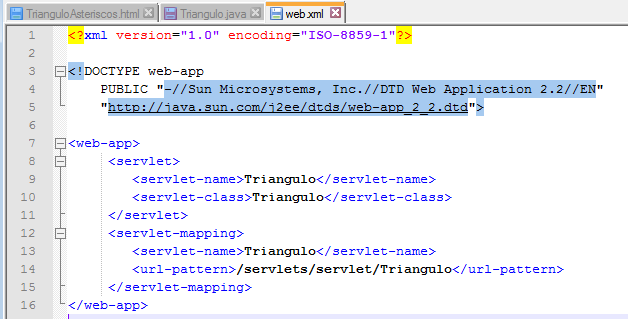 TrianguloAsteriscos.html Triangulo.java web.xml
1 <?xml version="1.0" encoding="ISO-8859-1"?>
2
3 <!DOCTYPE web-app
4 PUBLIC "-//Sun Microsystems, Inc.//DTD Web Application 2.2//EN"
5 "http://java.sun.com/j2ee/dtds/web-app_2_2.dtd">
6
7 <web-app>
8 <servlet>
9 <servlet-name>Triangulo</servlet-name>
10 <servlet-class>Triangulo</servlet-class>
11 </servlet>
12 <servlet-mapping>
13 <servlet-name>Triangulo</servlet-name>
14 <url-pattern>/servlets/servlet/Triangulo</url-pattern>
15 </servlet-mapping>
16 </web-app>